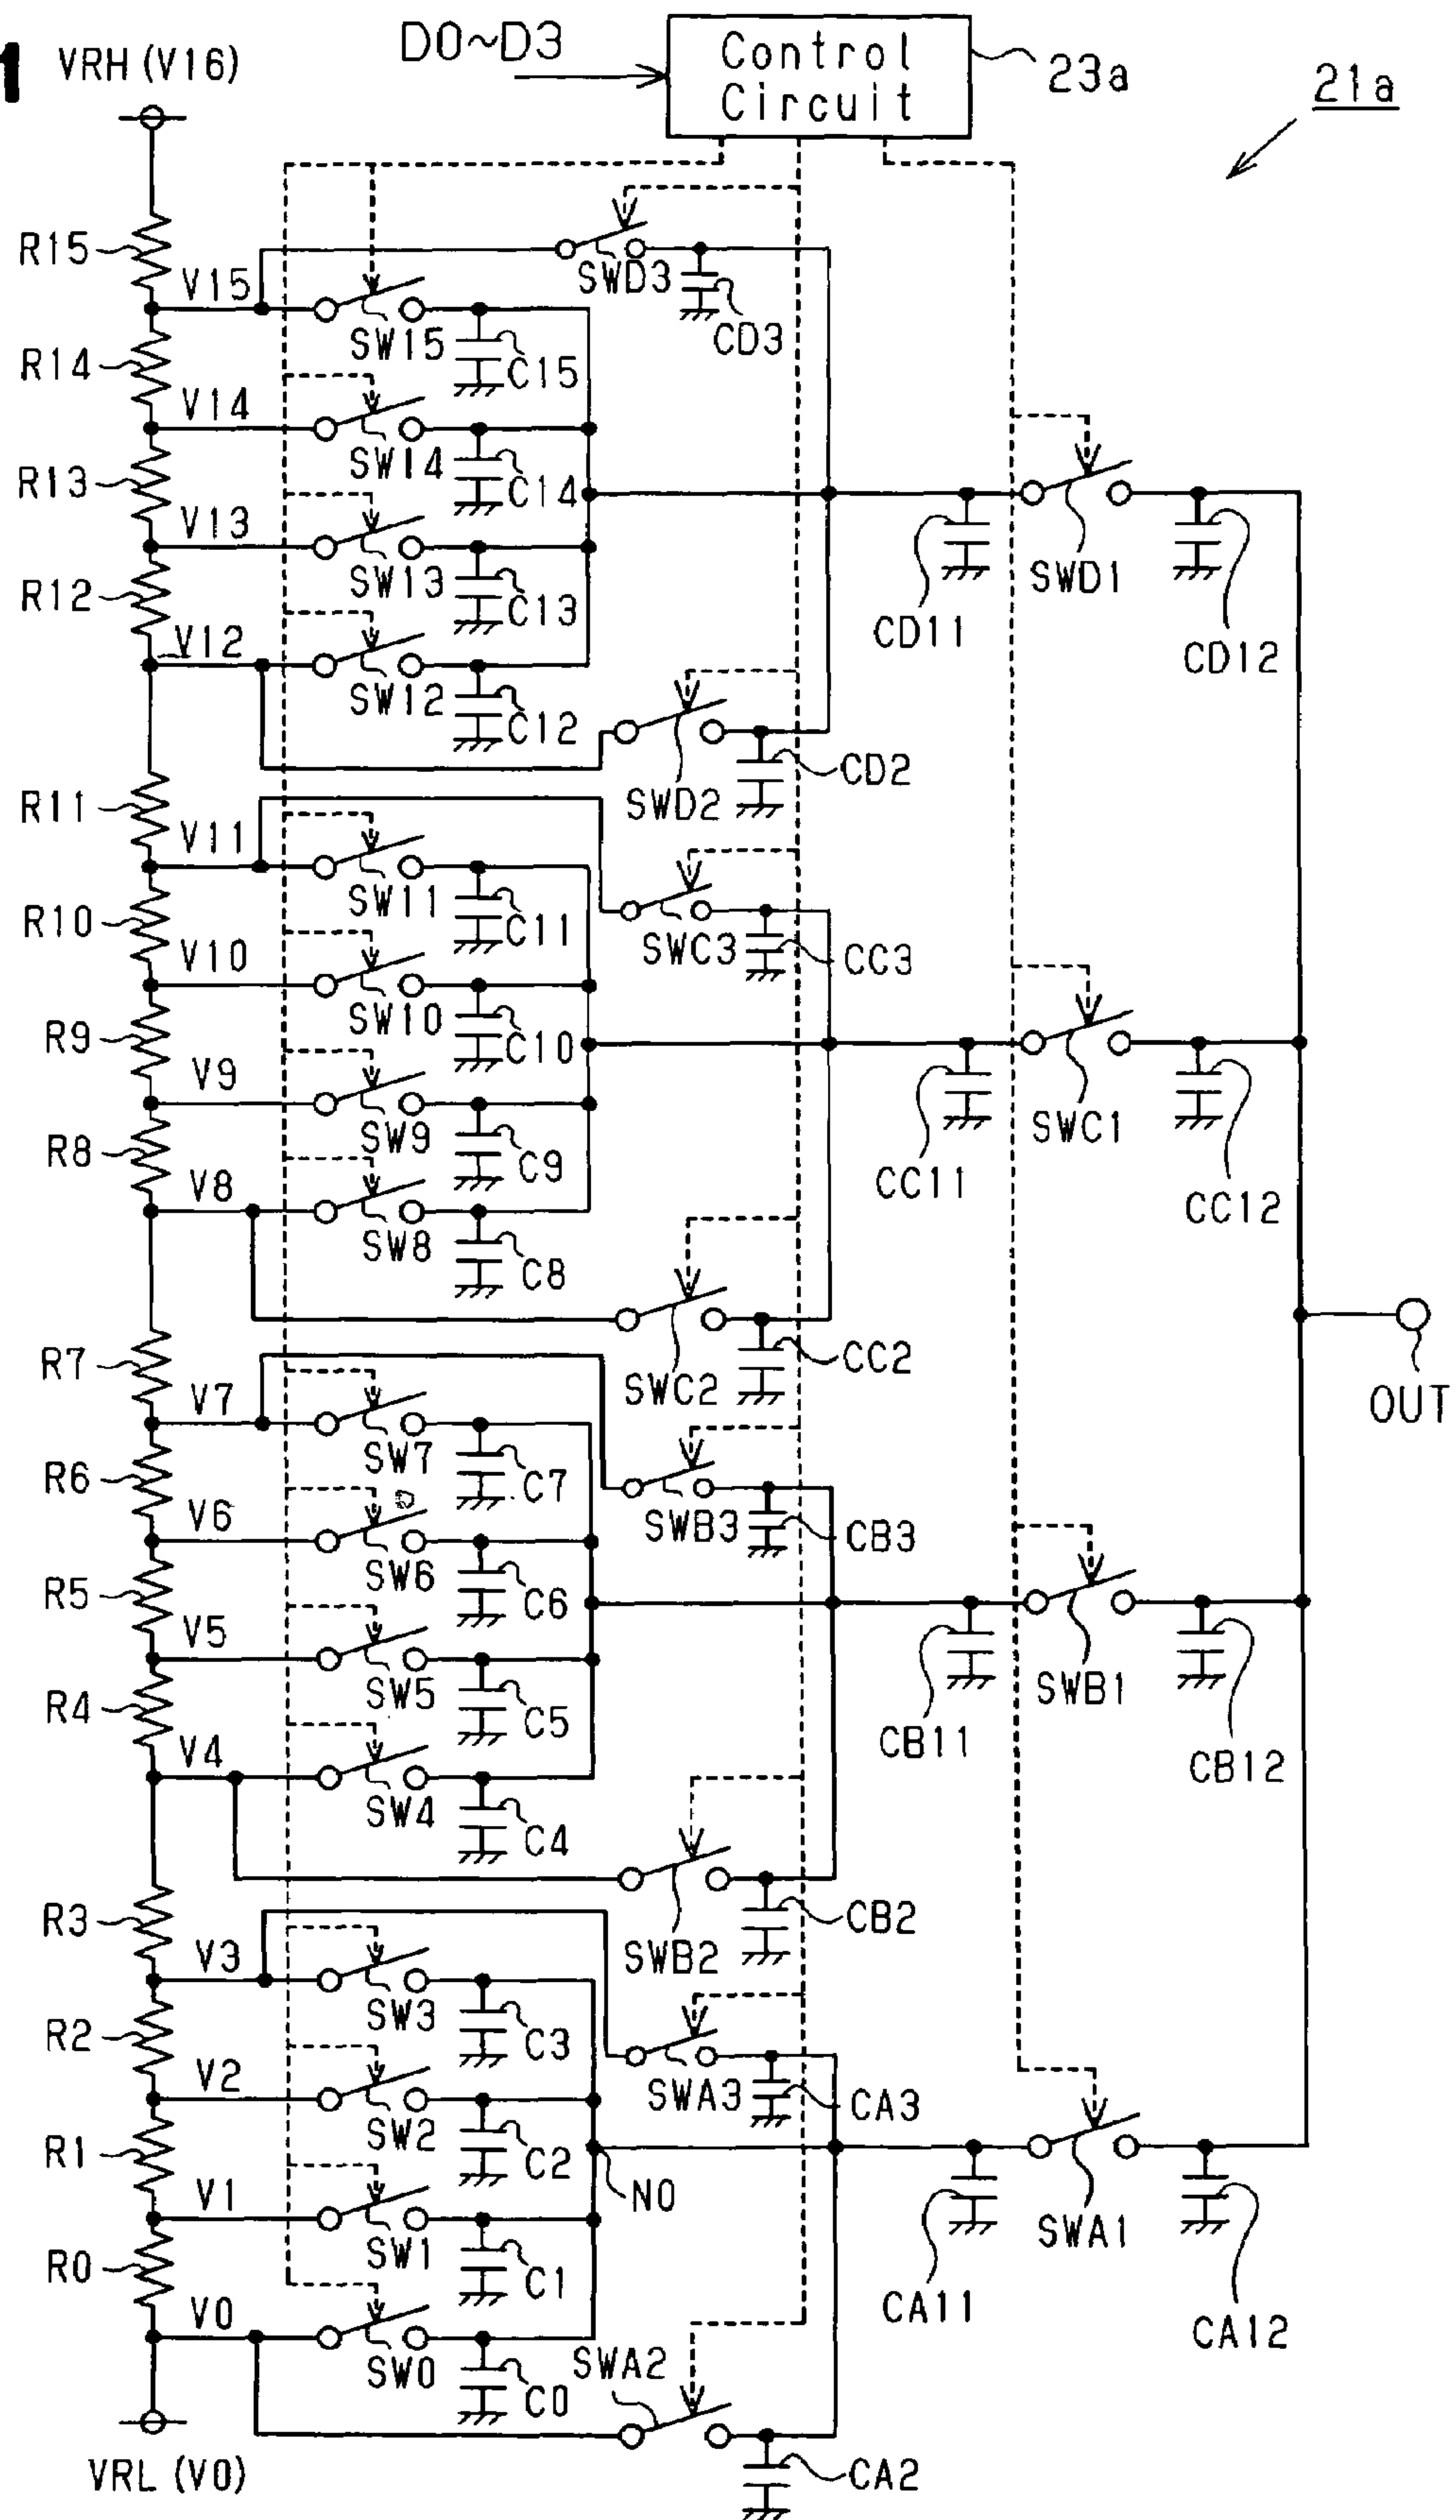 1
VRH (V16)
D0~D3
Control
Circuit
23a
21a
R15
V15
SWD3
CD3
SW15
C15
R14
V14
SW14
C14
R13
V13
SW13
C13
SWD1
CD11
CD12
R12
V12
SW12
C12
SWD2
CD2
R11
V11
SW11
C11
SWC3
CC3
R10
V10
SW10
C10
R9
V9
SW9
C9
SWC1
CC11
CC12
R8
V8
SW8
C8
SWC2
CC2
OUT
R7
V7
SW7
C7
SWB3
CB3
R6
V6
SW6
C6
R5
V5
SW5
C5
SWB1
CB11
CB12
R4
V4
SW4
C4
SWB2
CB2
R3
V3
SW3
C3
SWA3
CA3
R2
V2
SW2
C2
N0
R1
V1
SW1
C1
SWA1
CA11
CA12
R0
V0
SW0
C0
SWA2
CA2
VRL (V0)